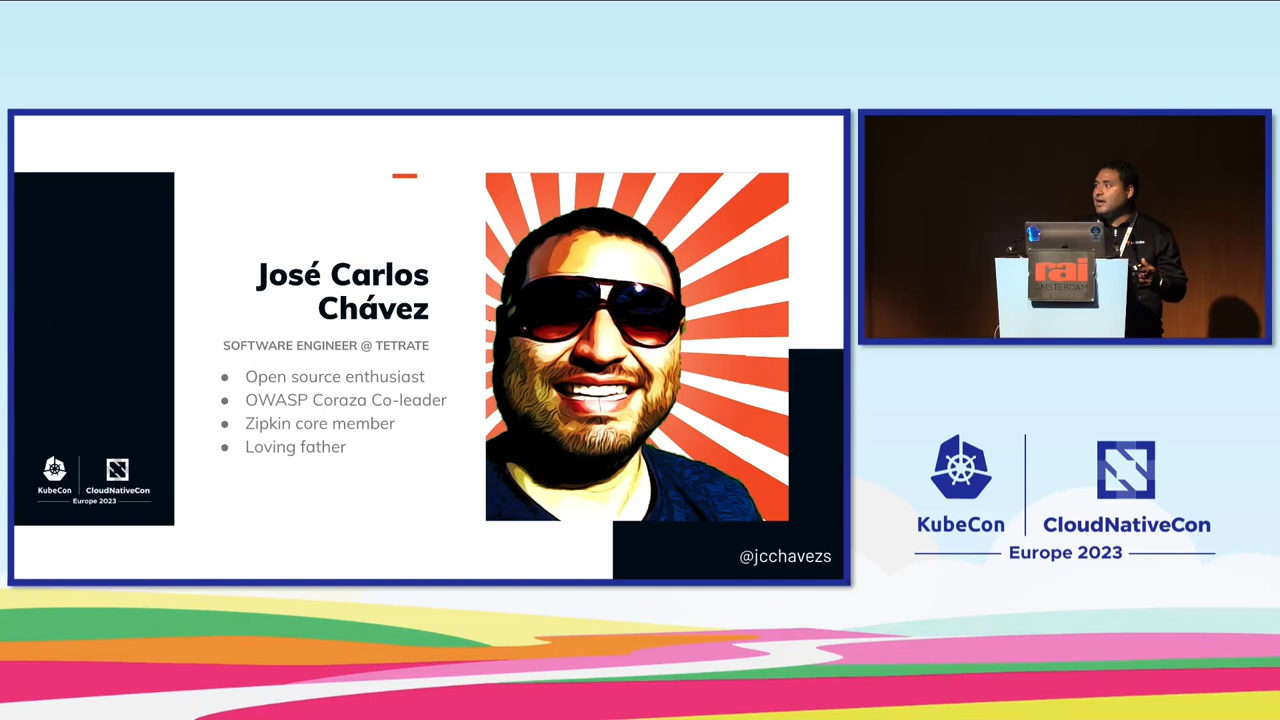 José Carlos
Chávez
SOFTWARE ENGINEER @ TETRATE
● Open source enthusiast
● OWASP Coraza Co-leader
● Zipkin core member
● Loving father
KubeCon
CloudNativeCon
Europe 2023
@jcchavezs
rai
AMSTERDAM
KubeCon
CloudNativeCon
Europe 2023